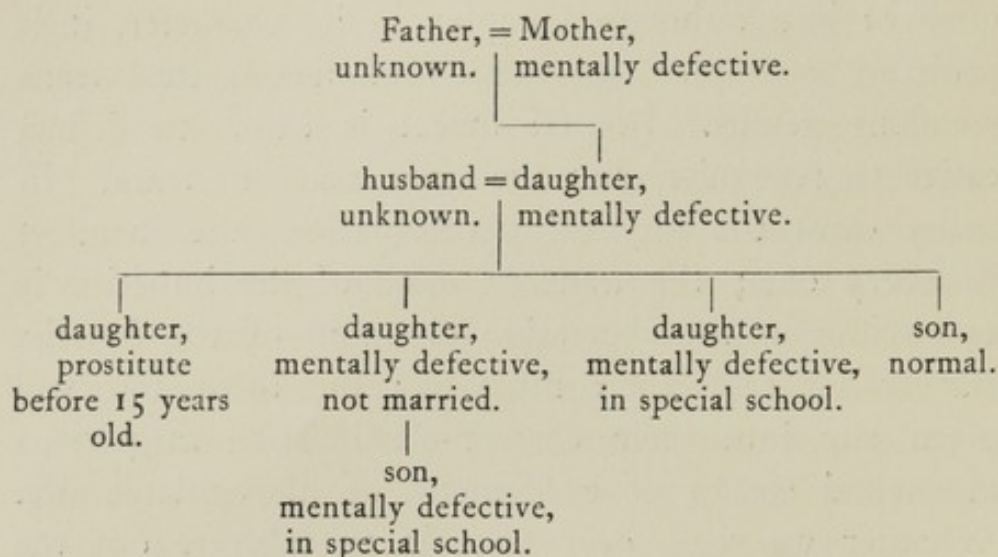 Father, = Mother,
unknown. mentally defective.
husband = daughter,
unknown. mentally defective.
daughter,
prostitute
before 15 years
old.
daughter,
mentally defective,
not married.
son,
mentally defective,
in special school.
daughter,
mentally defective,
in special school.
son,
normal.